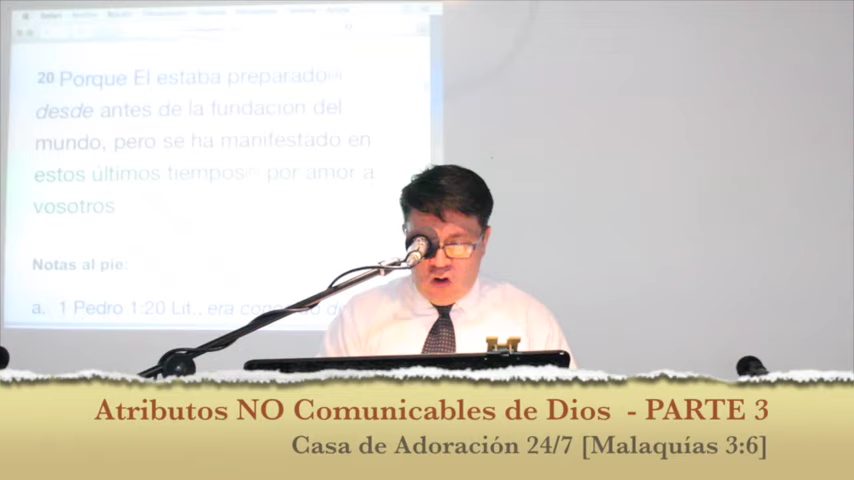 20 Porque El estaba preparado
desde antes de la fundacion del
mundo, pero se ha manifestado en
estos últimos tiempos por amor a
vosotros
Notas al pie:
a. 1 Pedro 1:20 Lit., era
Atributos NO Comunicables de Dios - PARTE 3
Casa de Adoración 24/7 [Malaquías 3:6]